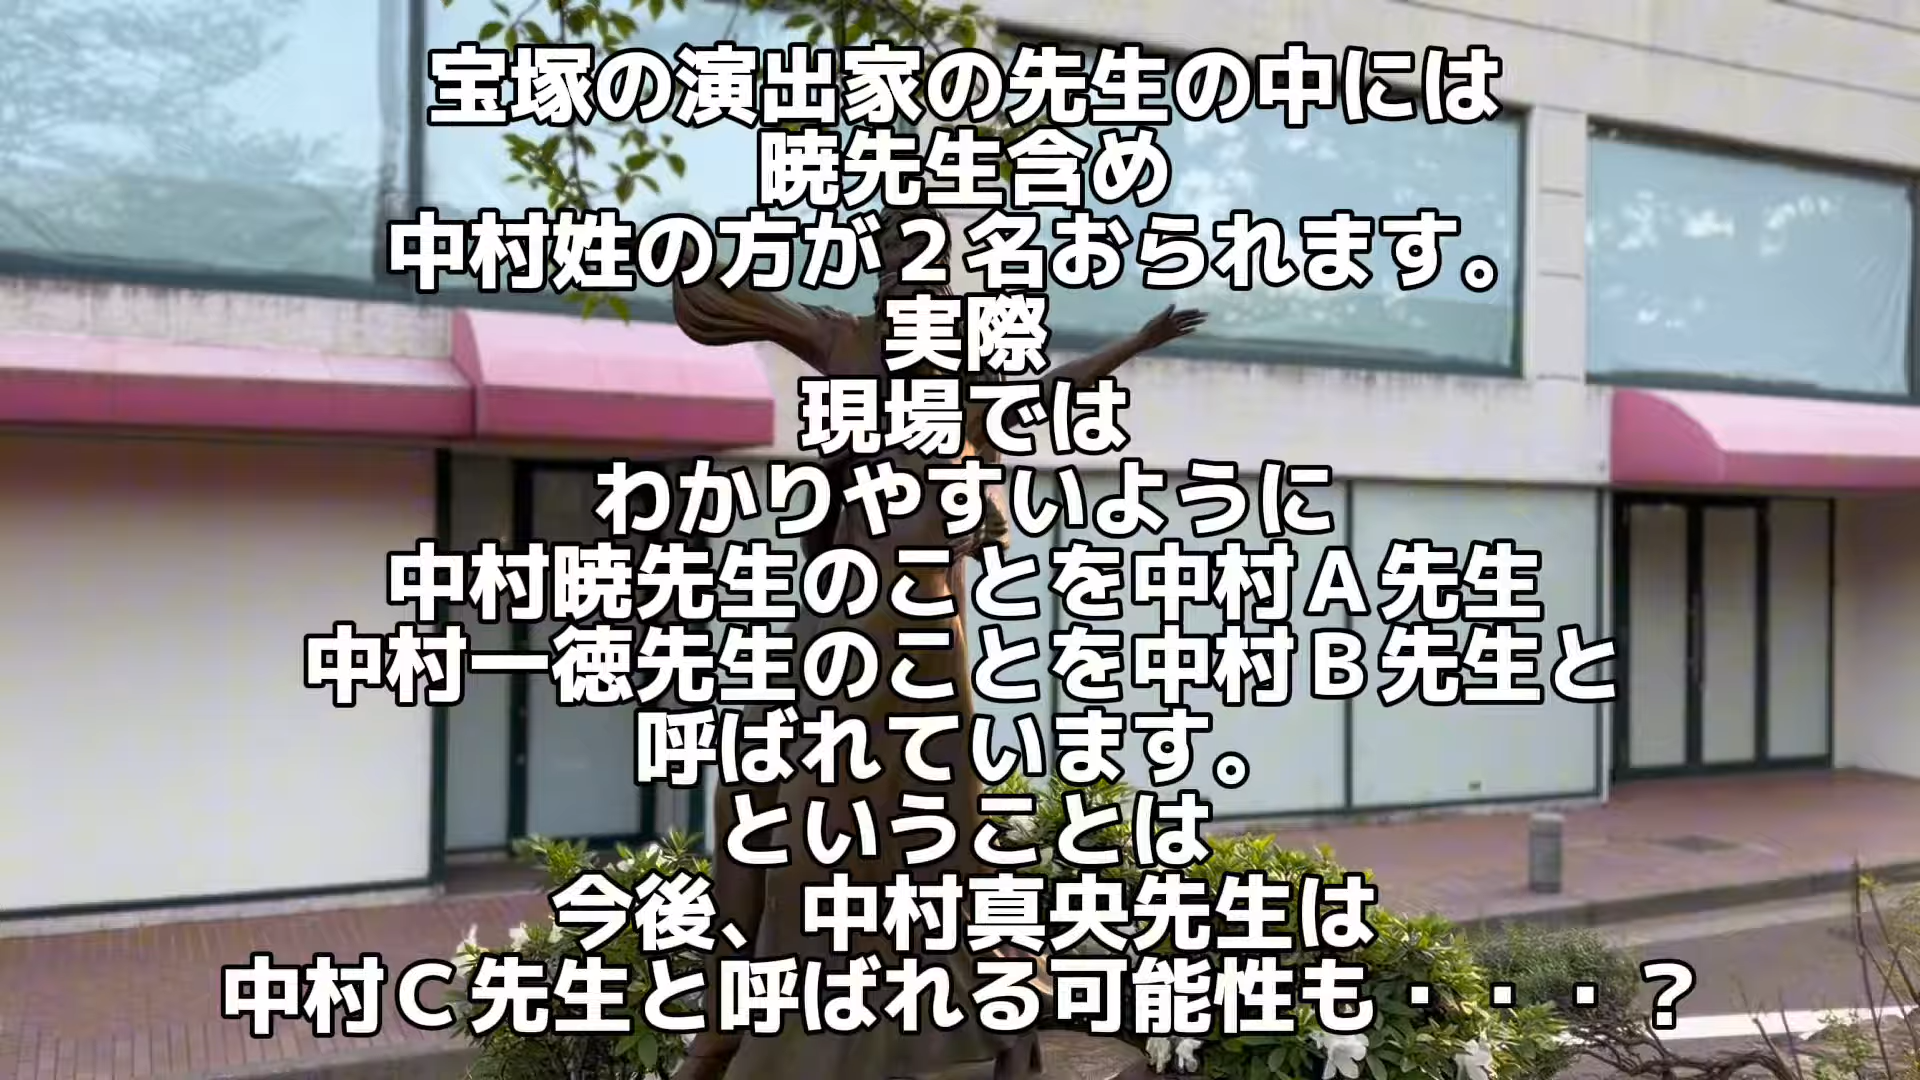 宝塚の演出家の先生の中には
暁先生含め
中村姓の方が２名おられます。
実際
現場では
わかりやすいように
中村暁先生のことを中村Ａ先生
中村一徳先生のことを中村Ｂ先生と
呼ばれています。
ということは
今後、中村真央先生は
中村Ｃ先生と呼ばれる可能性も・・・？